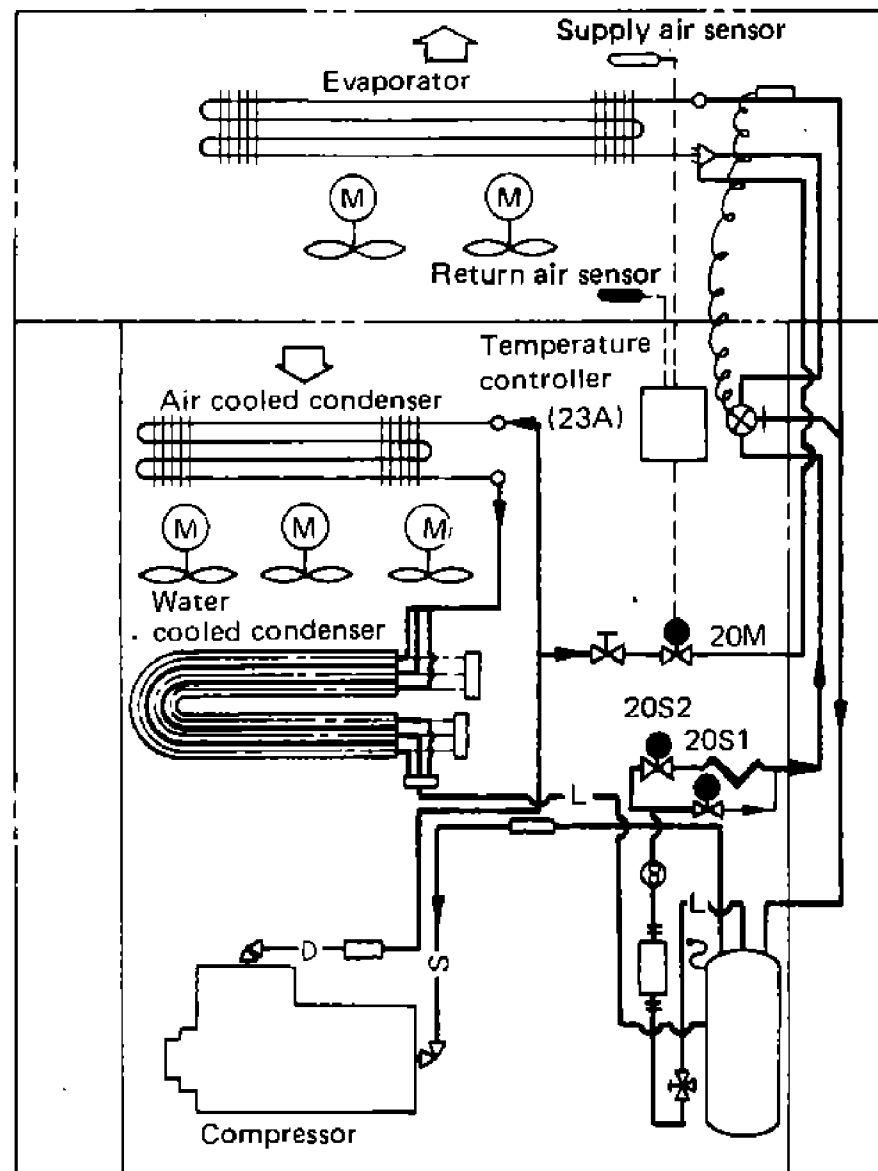 Supply air sensor
Evaporator
M
M
Return air sensor
Temperature
controller
(23A)
Air cooled condenser
M
M
M
Water
cooled condenser
20M
20S2
20S1
L
L
D
S
Compressor